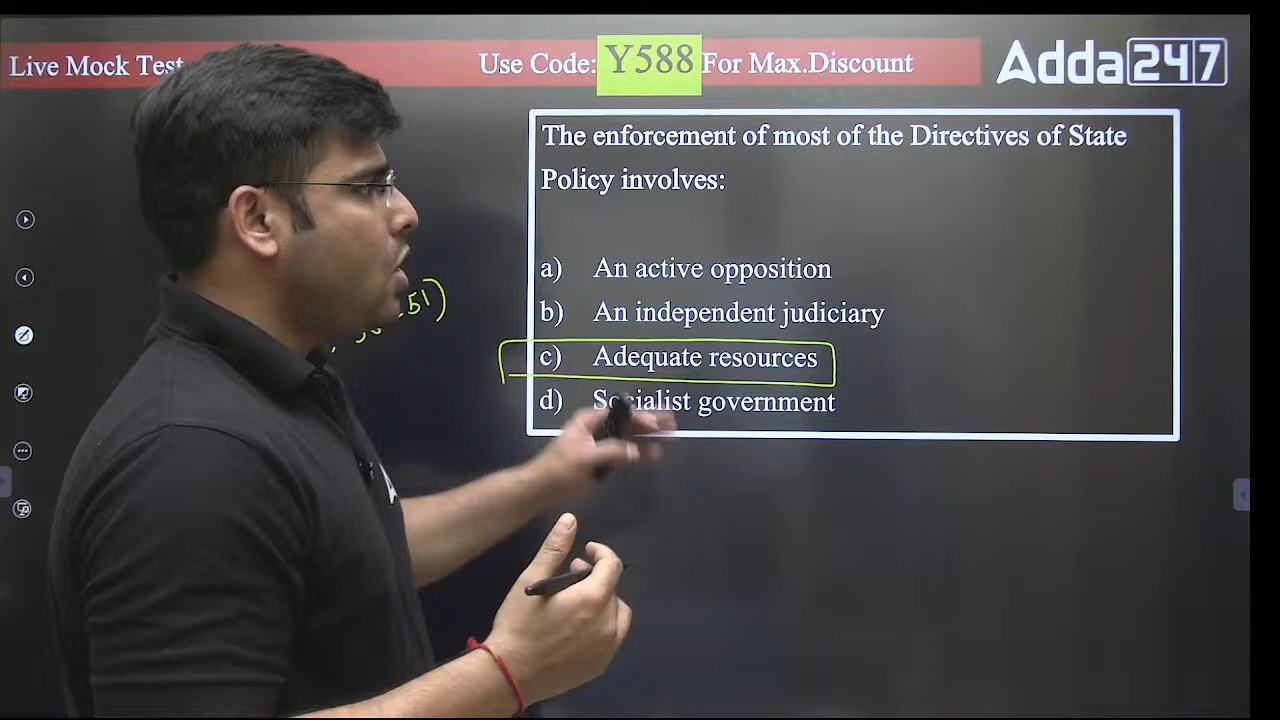 Live Mock Test
Use Code: Y588 For Max.Discount
Adda247
The enforcement of most of the Directives of State
Policy involves:
a) An active opposition
b) An independent judiciary
c) Adequate resources
d) Socialist government
51)